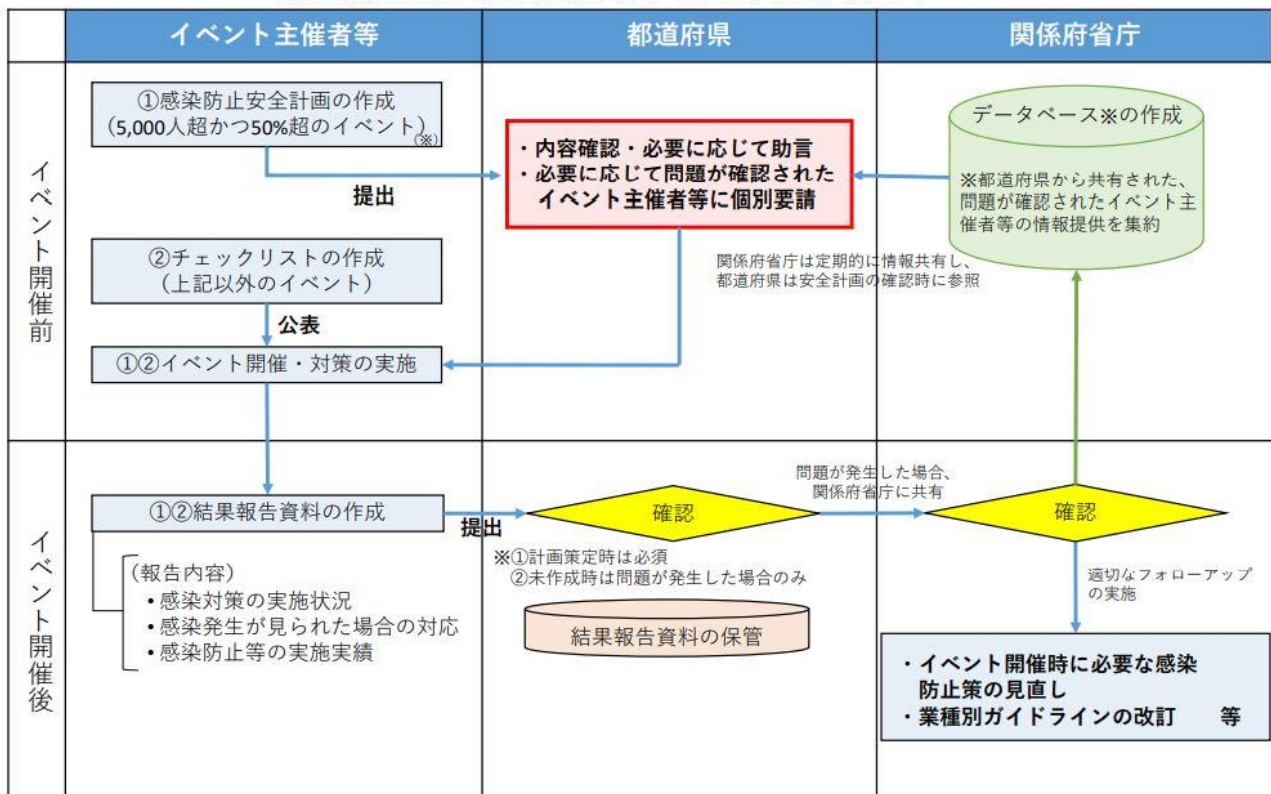 イベント主催者等
都道府県
関係府省庁
イベント開催前
①感染防止安全計画の作成
(5,000人超かつ50%超のイベント)
(※)
提出
・内容確認・必要に応じて助言
・必要に応じて問題が確認された
イベント主催者等に個別要請
データベース※の作成
※都道府県から共有された、
問題が確認されたイベント主
催者等の情報提供を集約
②チェックリストの作成
(上記以外のイベント)
関係府省庁は定期的に情報共有し、
都道府県は安全計画の確認時に参照
公表
①②イベント開催・対策の実施
イベント開催後
①②結果報告資料の作成
提出
確認
問題が発生した場合、
関係府省庁に共有
確認
※①計画策定時は必須
②未作成時は問題が発生した場合のみ
適切なフォローアップ
の実施
(報告内容)
• 感染対策の実施状況
• 感染発生が見られた場合の対応
• 感染防止等の実施実績
結果報告資料の保管
・イベント開催時に必要な感染
防止策の見直し
・業種別ガイドラインの改訂 等